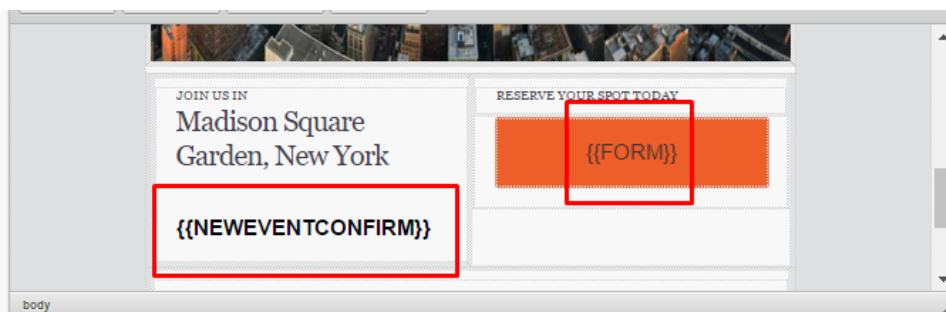 JOIN US IN
Madison Square
Garden, New York
{{NEWEVENTCONFIRM}}
RESERVE YOUR SPOT TODAY
{{FORM}}
body